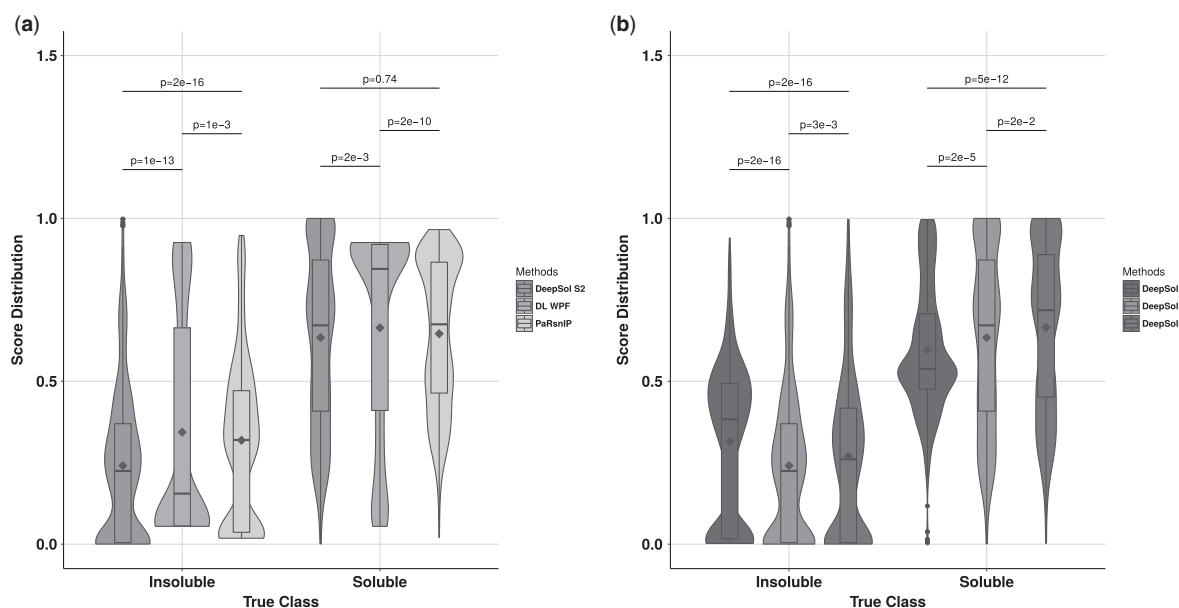 (a)
1.5
1.0
0.5
0.0
Score Distribution
p=2e−16
p=1e−3
p=1e−13
p=0.74
p=2e−10
p=2e−3
Insoluble
Soluble
True Class
Methods
DeepSol S2
DL WPF
PaRsnIP
(b)
1.5
1.0
0.5
0.0
Score Distribution
p=2e−16
p=3e−3
p=2e−16
p=5e−12
p=2e−2
p=2e−5
Insoluble
Soluble
True Class
Methods
DeepSol
DeepSol
DeepSol